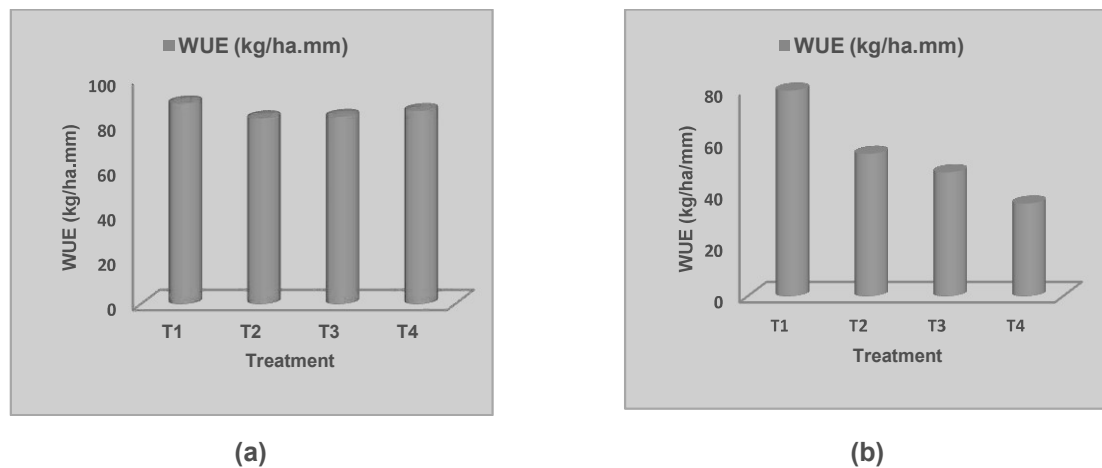 WUE (kg/ha.mm)
100
80
60
40
20
0
WUE (kg/ha.mm)
T1 T2 T3 T4
Treatment
(a)
WUE (kg/ha.mm)
80
60
40
20
0
WUE (kg/ha/mm)
T1 T2 T3 T4
Treatment
(b)